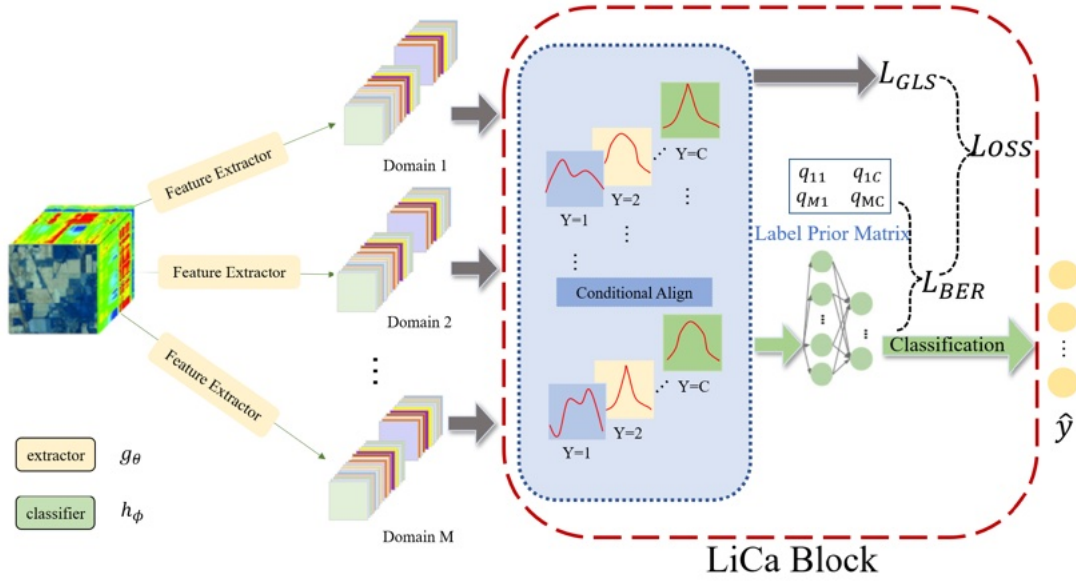 Feature Extractor
Domain 1
Feature Extractor
Domain 2
Feature Extractor
Domain M
extractor
g_θ
classifier
h_ϕ
Y=1
Y=2
Y=C
Conditional Align
Y=1
Y=2
Y=C
L_GLS
Loss
q_11 q_1C
q_M1 q_MC
Label Prior Matrix
L_BER
Classification
ŷ
LiCa Block